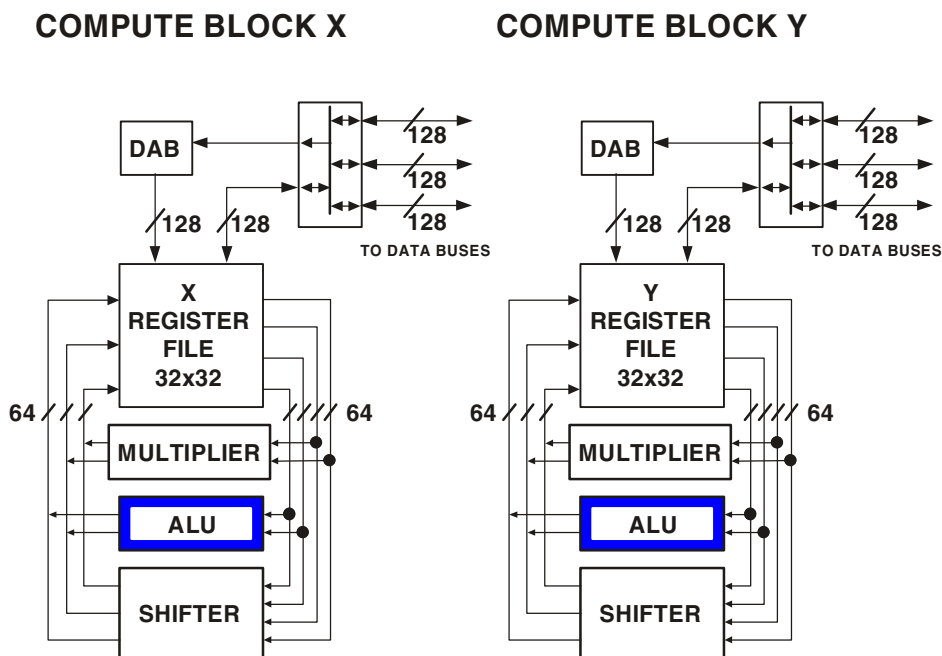 COMPUTE BLOCK X
COMPUTE BLOCK Y
DAB
128
128
128
128
128
TO DATA BUSES
X
REGISTER
FILE
32x32
64
64
MULTIPLIER
ALU
SHIFTER
DAB
128
128
128
128
128
TO DATA BUSES
Y
REGISTER
FILE
32x32
64
64
MULTIPLIER
ALU
SHIFTER